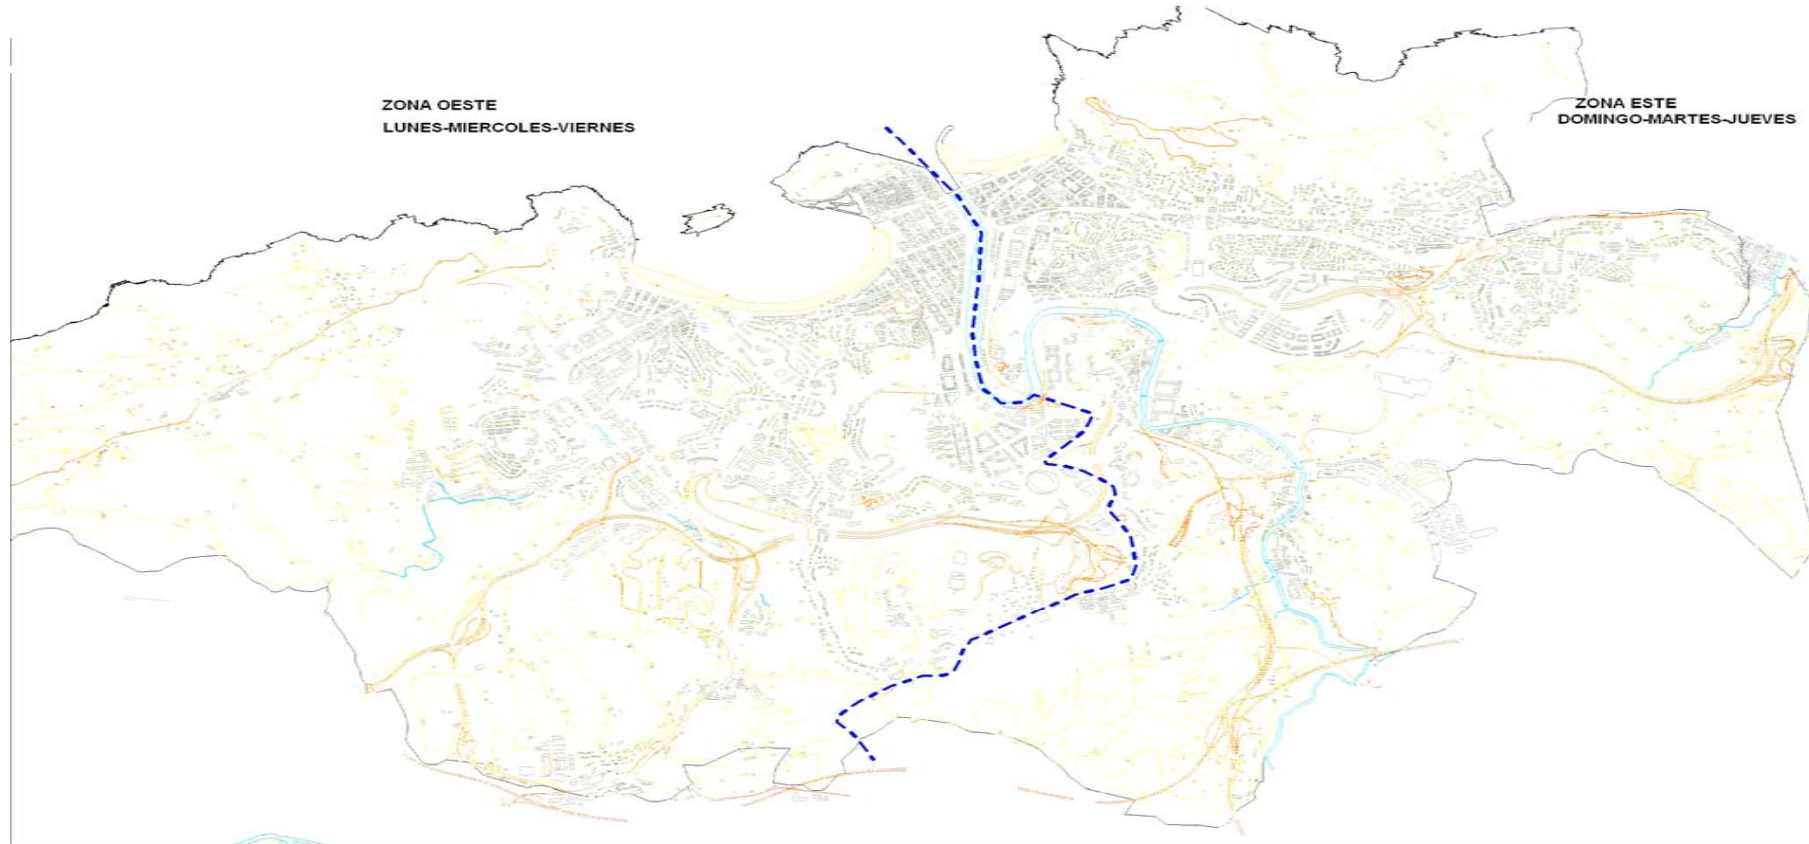 ZONA OESTE
LUNES-MIERCOLES-VIERNES
ZONA ESTE
DOMINGO-MARTES-JUEVES